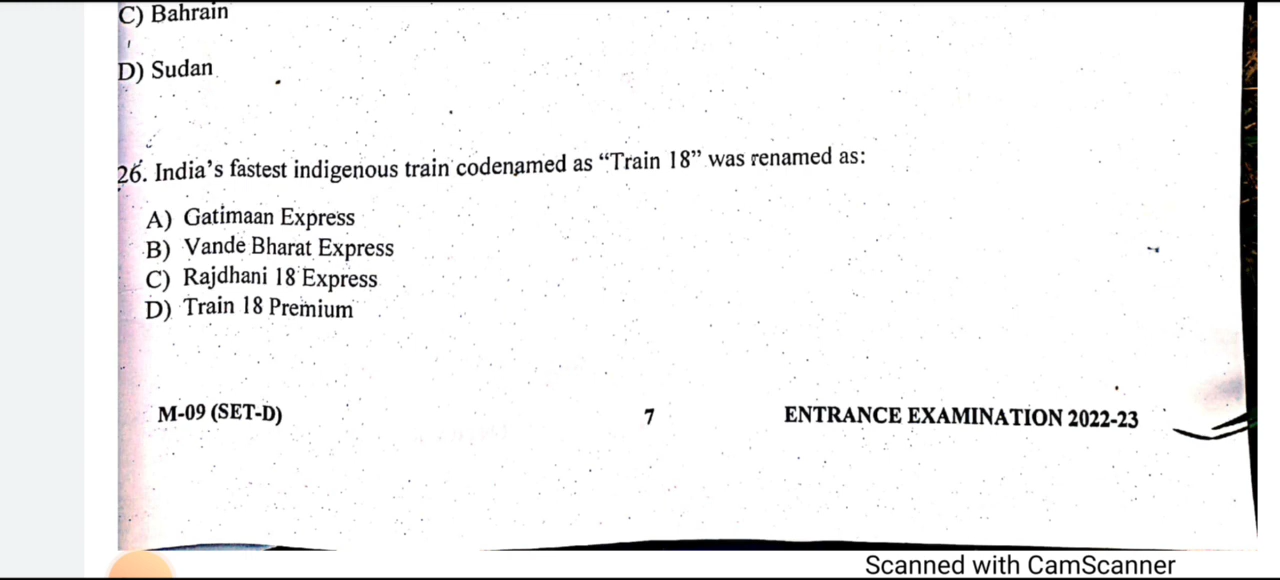 C) Bahrain
D) Sudan
26. India's fastest indigenous train codenamed as “Train 18” was renamed as:
A) Gatimaan Express
B) Vande Bharat Express
C) Rajdhani 18 Express
D) Train 18 Premium
M-09 (SET-D) 7 ENTRANCE EXAMINATION 2022-23
Scanned with CamScanner